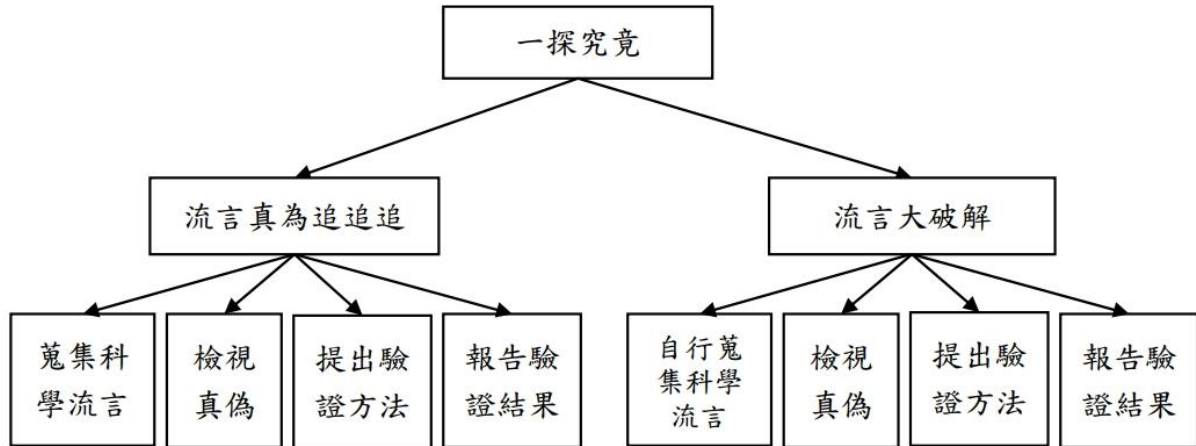 一探究竟
流言真為追追追
流言大破解
蒐集科
學流言
檢視
真偽
提出驗
證方法
報告驗
證結果
自行蒐
集科學
流言
檢視
真偽
提出驗
證方法
報告驗
證結果